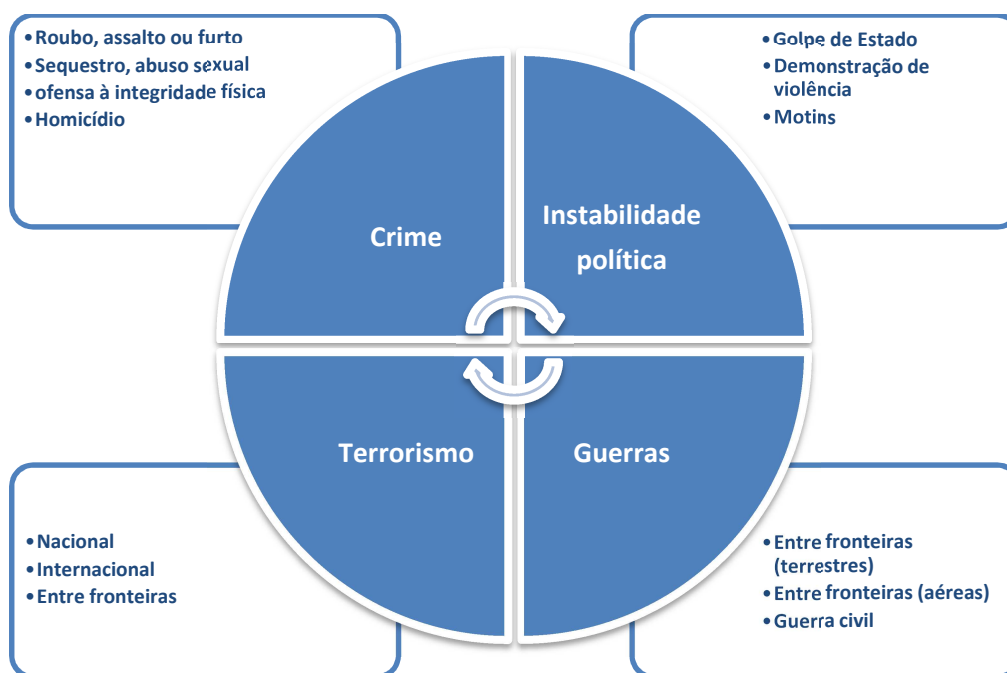 • Roubo, assalto ou furto
• Sequestro, abuso sexual
• ofensa à integridade física
• Homicídio
• Golpe de Estado
• Demonstração de
violência
• Motins
Crime
Instabilidade
política
Terrorismo
Guerras
• Nacional
• Internacional
• Entre fronteiras
• Entre fronteiras
(terrestres)
• Entre fronteiras (aéreas)
• Guerra civil